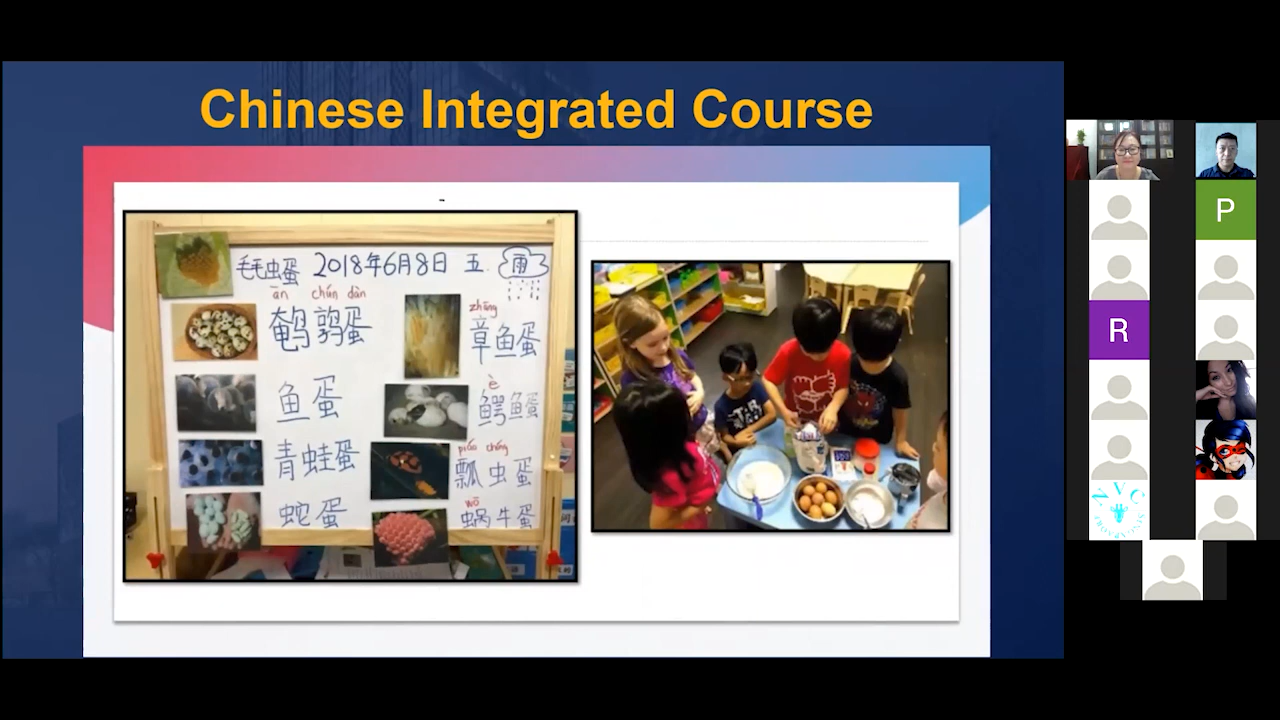 Chinese Integrated Course
毛毛虫蛋 2018年6月8日 五 雨
ān chún dàn
鹌鹑蛋
zhāng
章鱼蛋
鱼蛋
è
鳄鱼蛋
青蛙蛋
piáo chóng
瓢虫蛋
蛇蛋
wō
蜗牛蛋
P
R
NYC